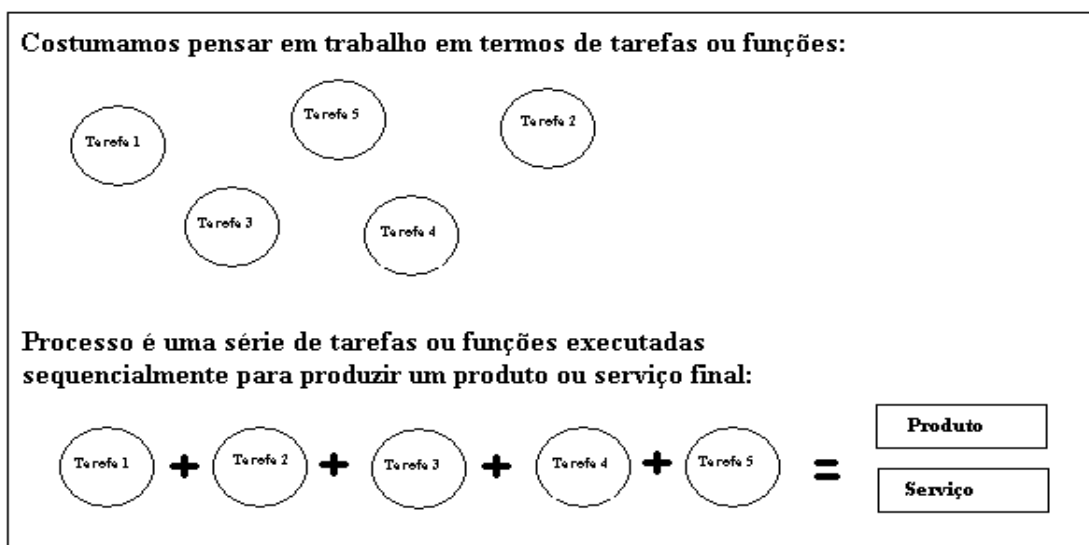 Costumamos pensar em trabalho em termos de tarefas ou funções:
Tarefa 1
Tarefa 5
Tarefa 2
Tarefa 3
Tarefa 4
Processo é uma série de tarefas ou funções executadas
sequencialmente para produzir um produto ou serviço final:
Tarefa 1 + Tarefa 2 + Tarefa 3 + Tarefa 4 + Tarefa 5 =
Produto
Serviço